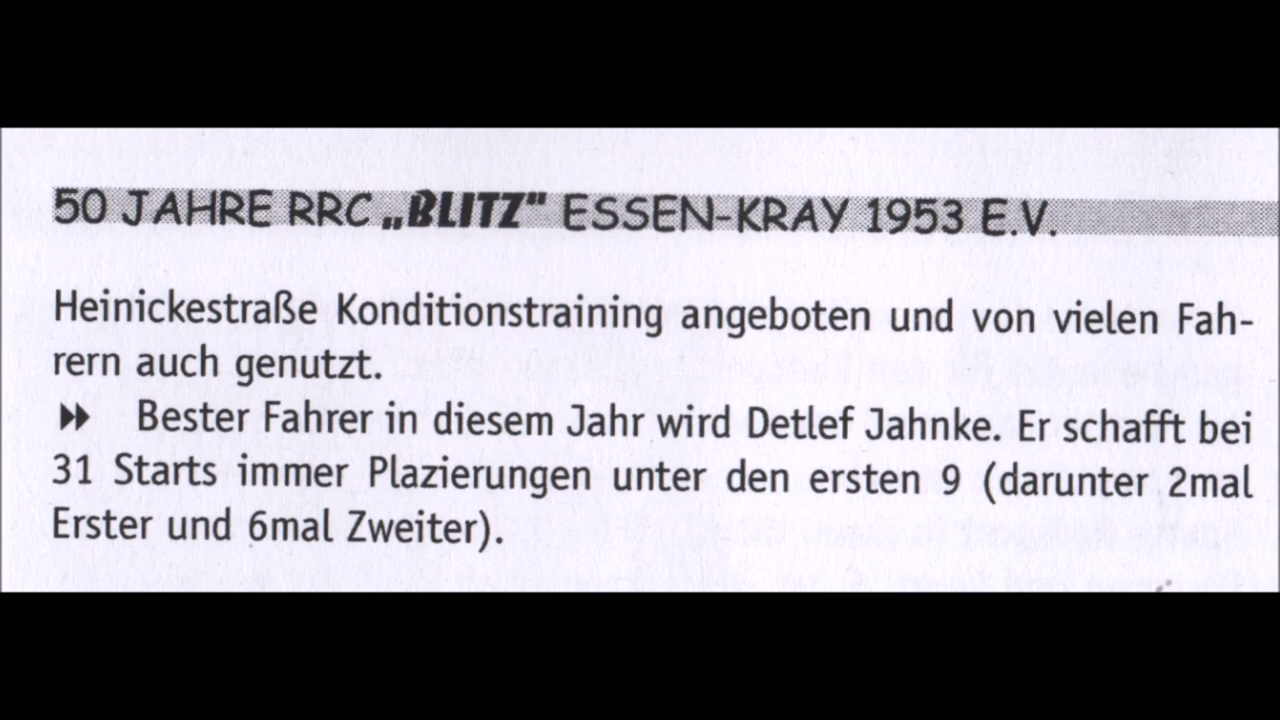 50 JAHRE RRC „BLITZ" ESSEN-KRAY 1953 E.V.
Heinickestraße Konditionstraining angeboten und von vielen Fah-
rern auch genutzt.
Bester Fahrer in diesem Jahr wird Detlef Jahnke. Er schafft bei
31 Starts immer Plazierungen unter den ersten 9 (darunter 2mal
Erster und 6mal Zweiter).